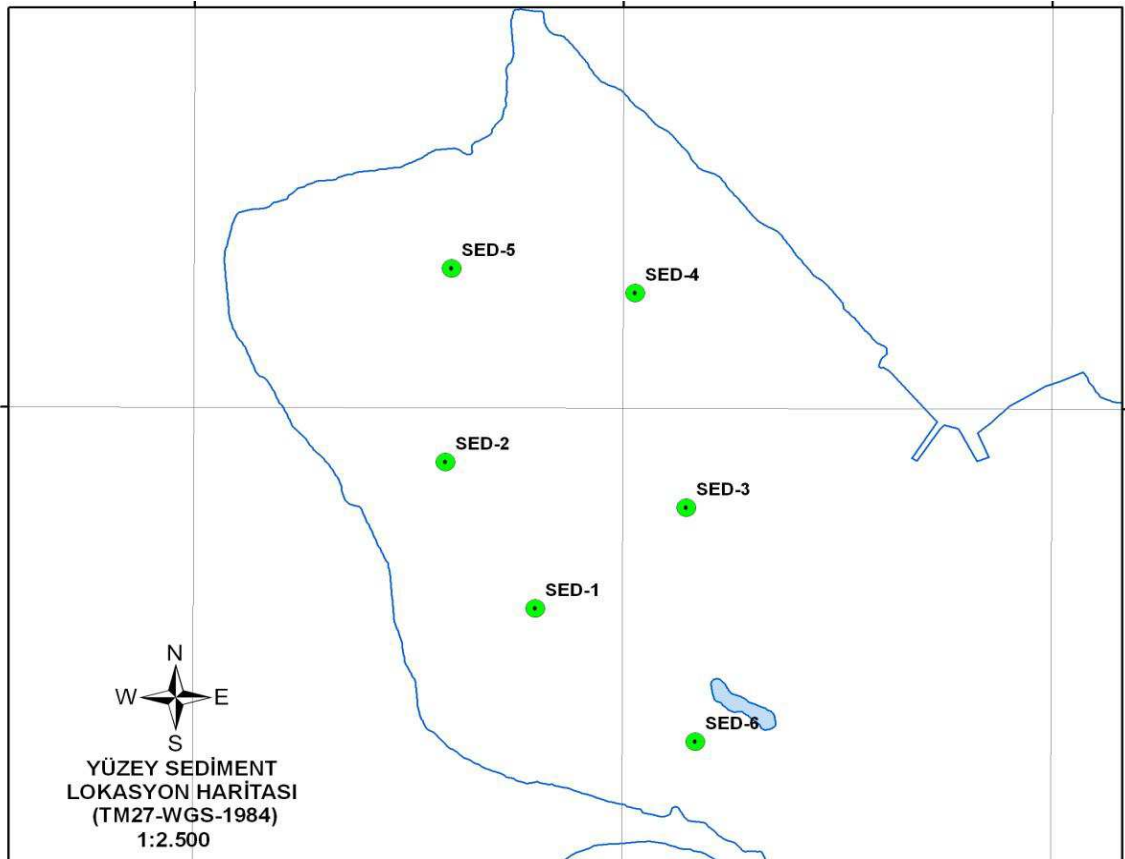 SED-5
SED-4
SED-2
SED-3
SED-1
SED-6
N
W E
S
YÜZEY SEDİMENT
LOKASYON HARİTASI
(TM27-WGS-1984)
1:2.500